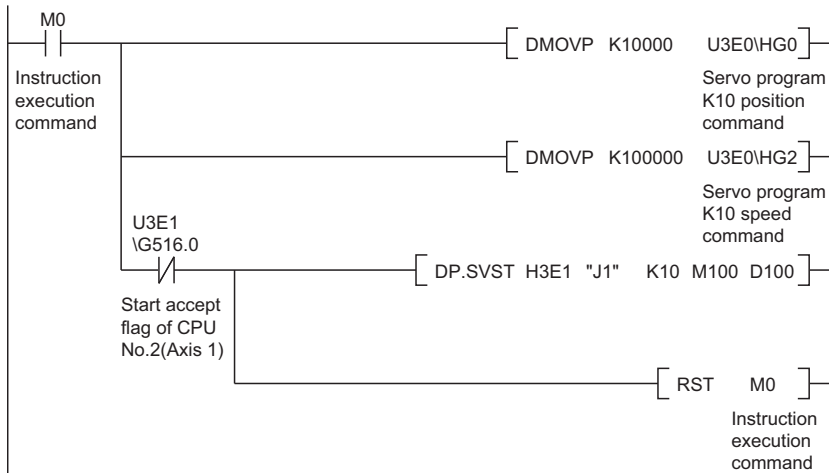 M0
DMOVP K10000 U3E0\HG0
Instruction
execution
command
Servo program
K10 position
command
DMOVP K100000 U3E0\HG2
Servo program
K10 speed
command
U3E1
\G516.0
DP.SVST H3E1 "J1" K10 M100 D100
Start accept
flag of CPU
No.2(Axis 1)
RST M0
Instruction
execution
command